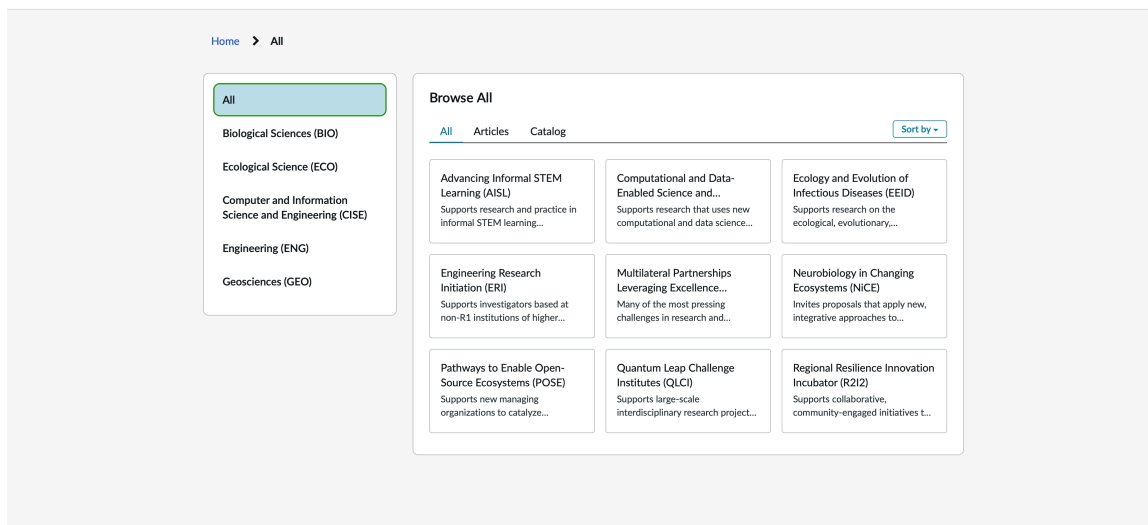 Home > All
All
Biological Sciences (BIO)
Ecological Science (ECO)
Computer and Information
Science and Engineering (CISE)
Engineering (ENG)
Geosciences (GEO)
Browse All
All Articles Catalog
Sort by
Advancing Informal STEM
Learning (AISL)
Supports research and practice in
informal STEM learning...
Computational and Data-
Enabled Science and...
Supports research that uses new
computational and data science...
Ecology and Evolution of
Infectious Diseases (EEID)
Supports research on the
ecological, evolutionary,...
Engineering Research
Initiation (ERI)
Supports investigators based at
non-R1 institutions of higher...
Multilateral Partnerships
Leveraging Excellence...
Many of the most pressing
challenges in research and...
Neurobiology in Changing
Ecosystems (NiCE)
Invites proposals that apply new,
integrative approaches to...
Pathways to Enable Open-
Source Ecosystems (POSE)
Supports new managing
organizations to catalyze...
Quantum Leap Challenge
Institutes (QLCI)
Supports large-scale
interdisciplinary research project...
Regional Resilience Innovation
Incubator (R2I2)
Supports collaborative,
community-engaged initiatives t...